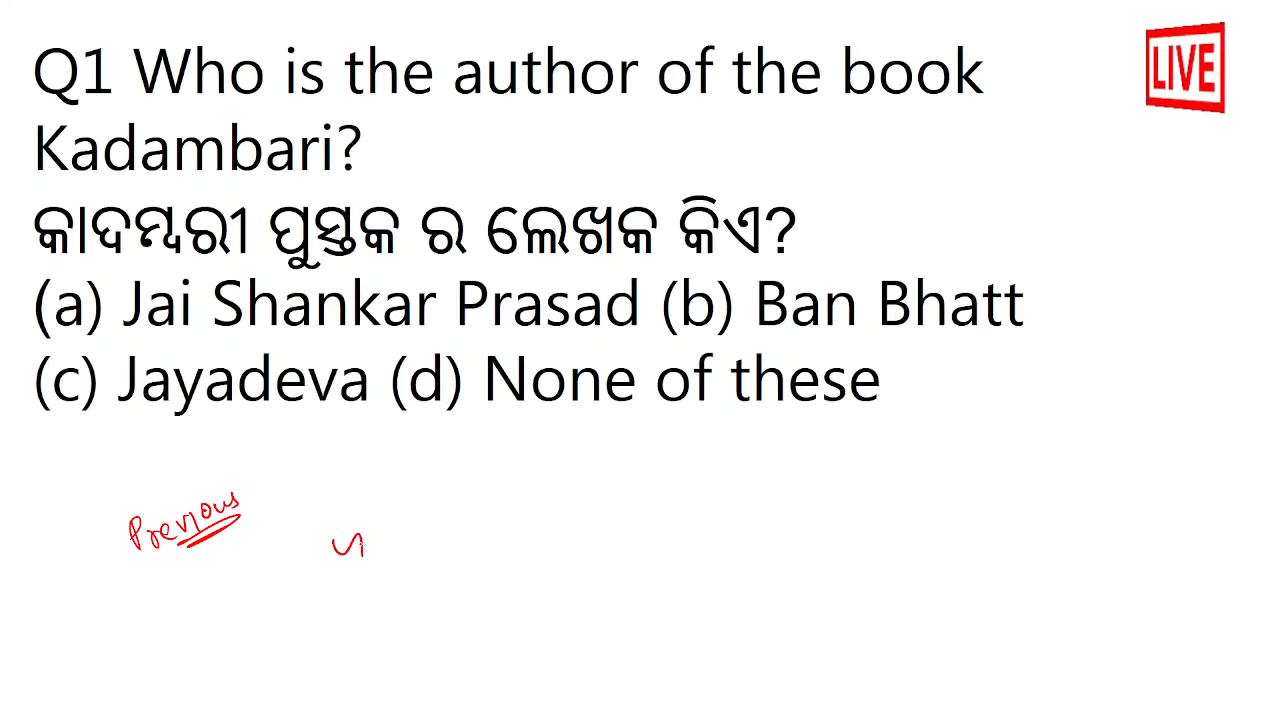 Q1 Who is the author of the book
LIVE
Kadambari?
କାଦମ୍ବରୀ ପୁସ୍ତକ ର ଲେଖକ କିଏ?
(a) Jai Shankar Prasad (b) Ban Bhatt
(c) Jayadeva (d) None of these
Previous